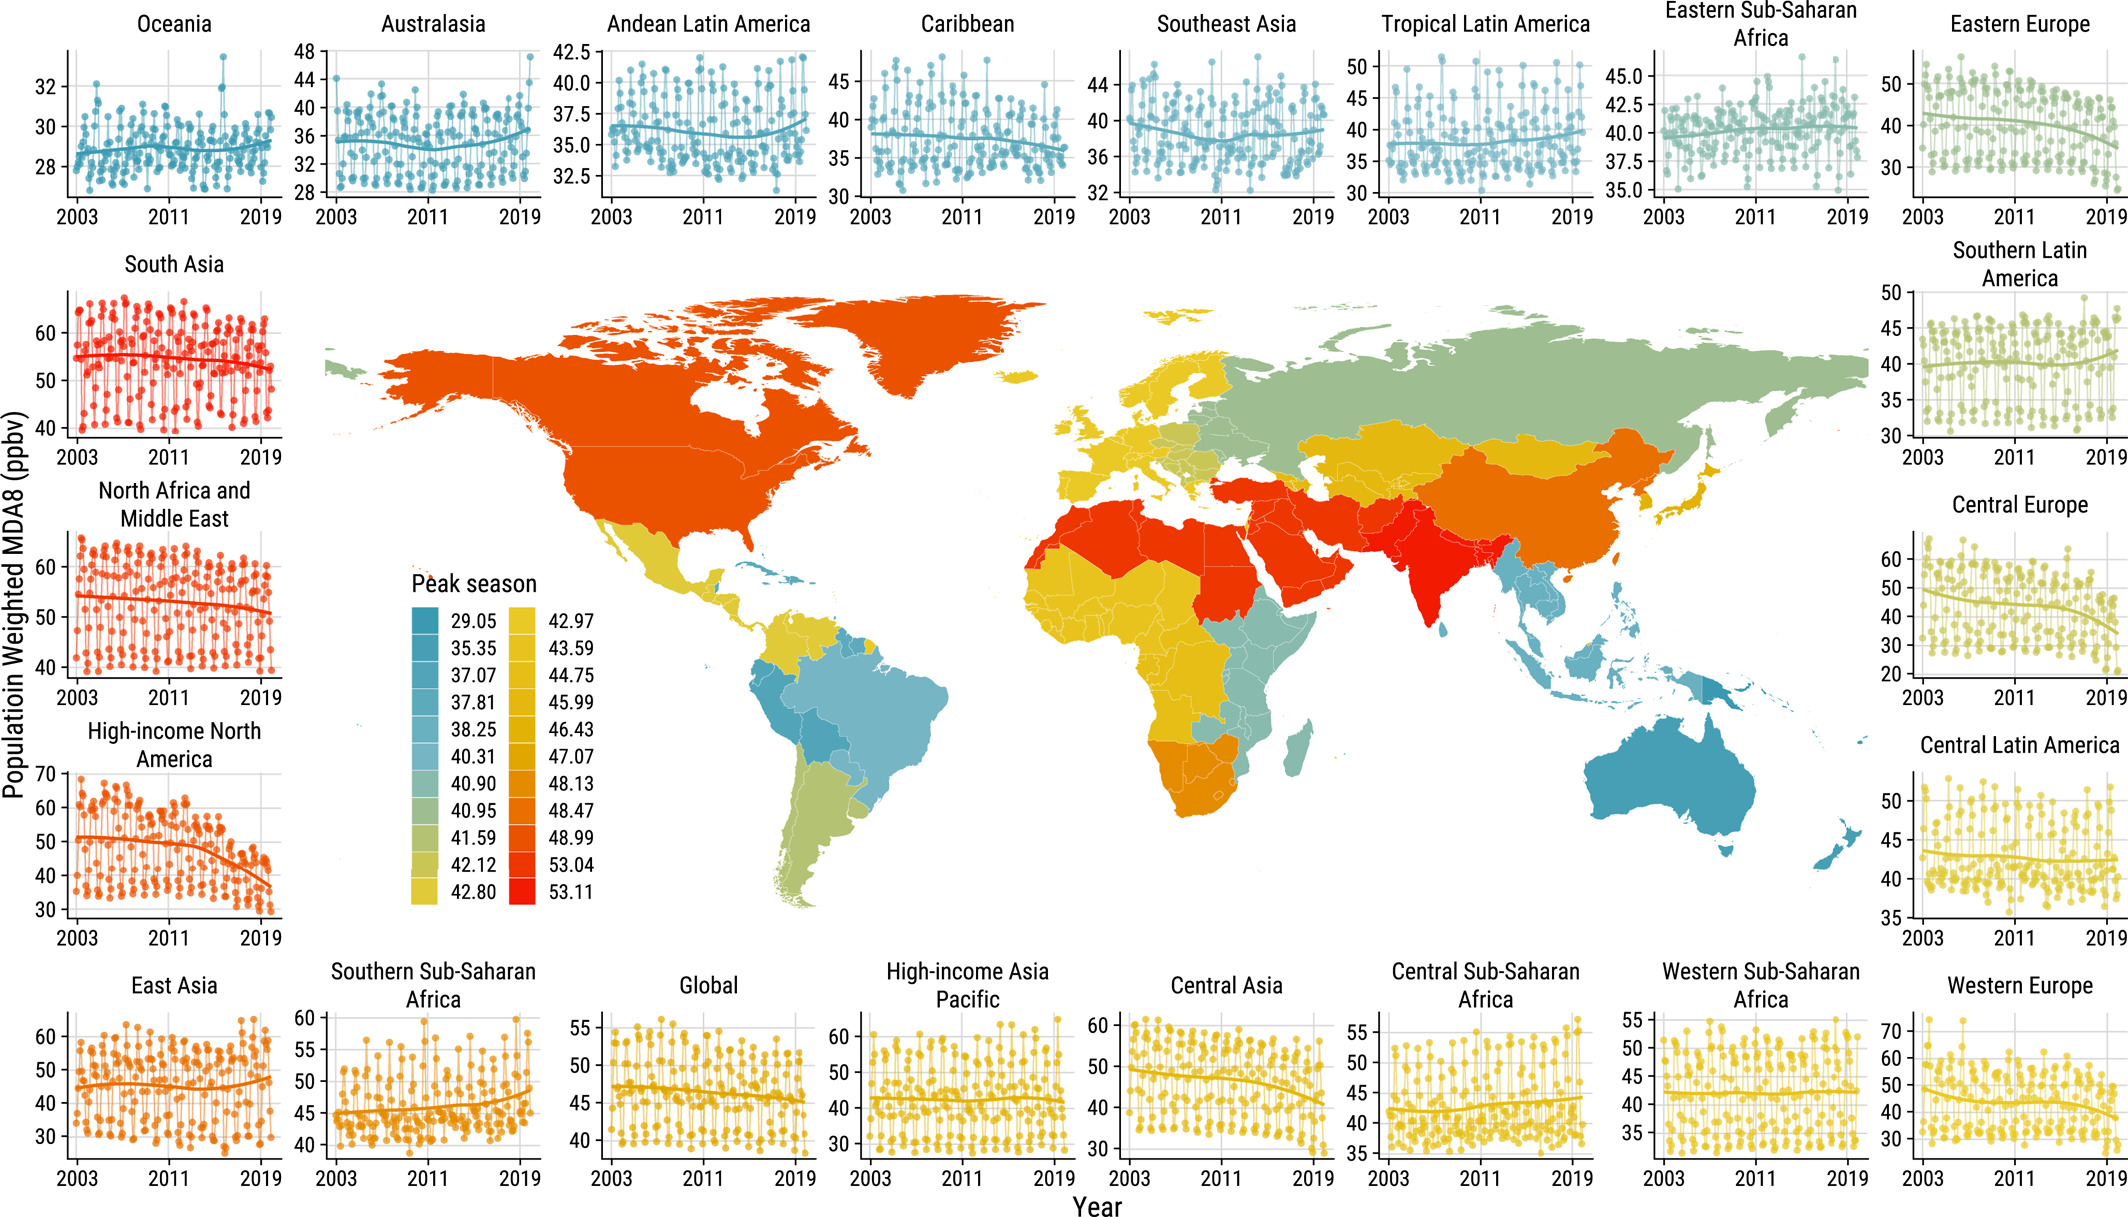 Oceania
Australasia
Andean Latin America
Caribbean
Southeast Asia
Tropical Latin America
Eastern Sub-Saharan
Africa
Eastern Europe
32
30
28
2003 2011 2019
48
44
40
36
32
28
2003 2011 2019
42.5
40.0
37.5
35.0
32.5
2003 2011 2019
45
40
35
30
2003 2011 2019
44
40
36
32
2003 2011 2019
50
45
40
35
30
2003 2011 2019
45.0
42.5
40.0
37.5
35.0
2003 2011 2019
50
40
30
2003 2011 2019
South Asia
60
50
40
2003 2011 2019
North Africa and
Middle East
60
50
40
2003 2011 2019
High-income North
America
70
60
50
40
30
2003 2011 2019
Population Weighted MDA8 (ppbv)
Peak season
29.05 42.97
35.35 43.59
37.07 44.75
37.81 45.99
38.25 46.43
40.31 47.07
40.90 48.13
40.95 48.47
41.59 48.99
42.12 53.04
42.80 53.11
Southern Latin
America
50
45
40
35
30
2003 2011 2019
Central Europe
60
50
40
30
20
2003 2011 2019
Central Latin America
50
45
40
35
2003 2011 2019
East Asia
60
50
40
30
2003 2011 2019
Southern Sub-Saharan
Africa
60
55
50
45
40
2003 2011 2019
Global
55
50
45
40
2003 2011 2019
High-income Asia
Pacific
60
50
40
30
2003 2011 2019
Central Asia
60
50
40
30
2003 2011 2019
Central Sub-Saharan
Africa
55
50
45
40
35
2003 2011 2019
Western Sub-Saharan
Africa
55
50
45
40
35
2003 2011 2019
Western Europe
70
60
50
40
30
2003 2011 2019
Year